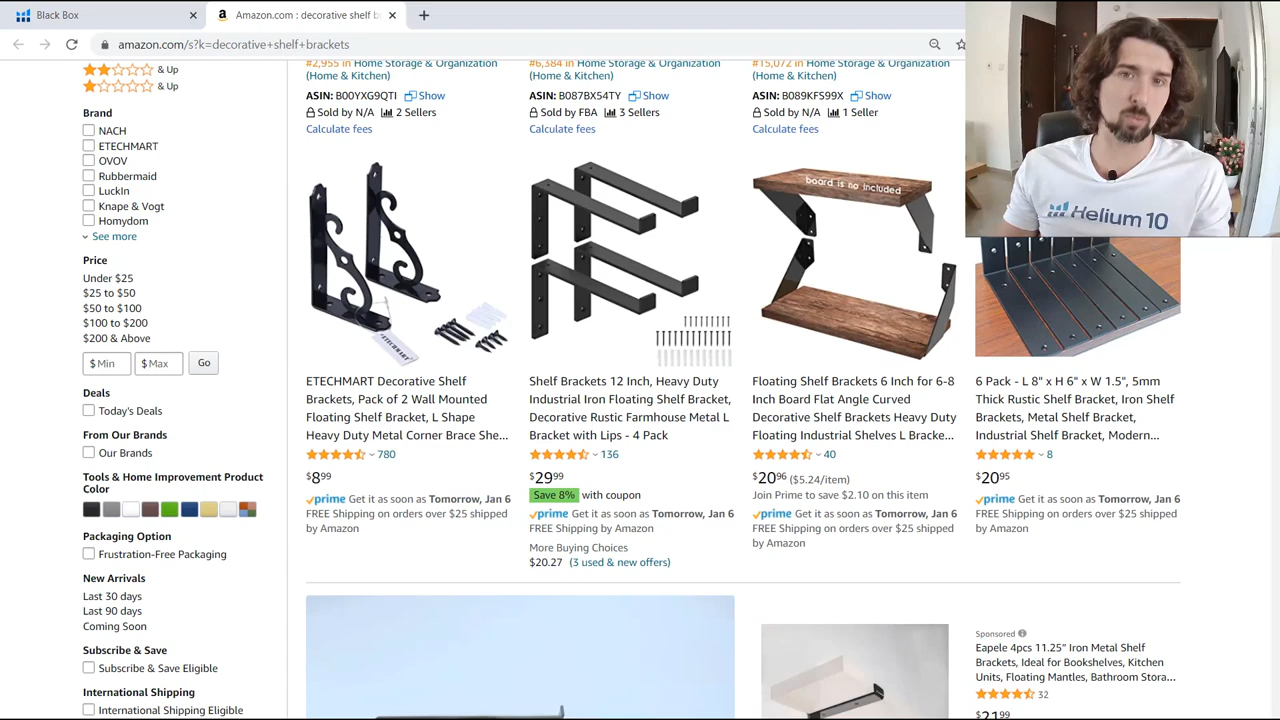 Black Box
Amazon.com : decorative shelf b
amazon.com/s?k=decorative+shelf+brackets
& Up
& Up
Brand
NACH
ETECHMART
OVOV
Rubbermaid
LuckIn
Knape & Vogt
Homydom
See more
Price
Under $25
$25 to $50
$50 to $100
$100 to $200
$200 & Above
$ Min
$ Max
Go
Deals
Today's Deals
From Our Brands
Our Brands
Tools & Home Improvement Product
Color
Packaging Option
Frustration-Free Packaging
New Arrivals
Last 30 days
Last 90 days
Coming Soon
Subscribe & Save
Subscribe & Save Eligible
International Shipping
International Shipping Eligible
#2,955 in Home Storage & Organization
(Home & Kitchen)
ASIN: B00YXG9QTI Show
Sold by N/A 2 Sellers
Calculate fees
ETECHMART
ETECHMART Decorative Shelf
Brackets, Pack of 2 Wall Mounted
Floating Shelf Bracket, L Shape
Heavy Duty Metal Corner Brace She...
780
$899
prime Get it as soon as Tomorrow, Jan 6
FREE Shipping on orders over $25 shipped
by Amazon
#6,384 in Home Storage & Organization
(Home & Kitchen)
ASIN: B087BX54TY Show
Sold by FBA 3 Sellers
Calculate fees
Shelf Brackets 12 Inch, Heavy Duty
Industrial Iron Floating Shelf Bracket,
Decorative Rustic Farmhouse Metal L
Bracket with Lips - 4 Pack
136
$2999
Save 8% with coupon
prime Get it as soon as Tomorrow, Jan 6
FREE Shipping by Amazon
More Buying Choices
$20.27 (3 used & new offers)
#15,072 in Home Storage & Organization
(Home & Kitchen)
ASIN: B089KFS99X Show
Sold by N/A 1 Seller
Calculate fees
board is no included
Floating Shelf Brackets 6 Inch for 6-8
Inch Board Flat Angle Curved
Decorative Shelf Brackets Heavy Duty
Floating Industrial Shelves L Bracke...
40
$2096 ($5.24/item)
Join Prime to save $2.10 on this item
prime Get it as soon as Tomorrow, Jan 6
FREE Shipping on orders over $25 shipped
by Amazon
Helium 10
6 Pack - L 8" x H 6" x W 1.5", 5mm
Thick Rustic Shelf Bracket, Iron Shelf
Brackets, Metal Shelf Bracket,
Industrial Shelf Bracket, Modern...
8
$2095
prime Get it as soon as Tomorrow, Jan 6
FREE Shipping on orders over $25 shipped
by Amazon
Sponsored
Eapele 4pcs 11.25" Iron Metal Shelf
Brackets, Ideal for Bookshelves, Kitchen
Units, Floating Mantles, Bathroom Stora...
32
$2199